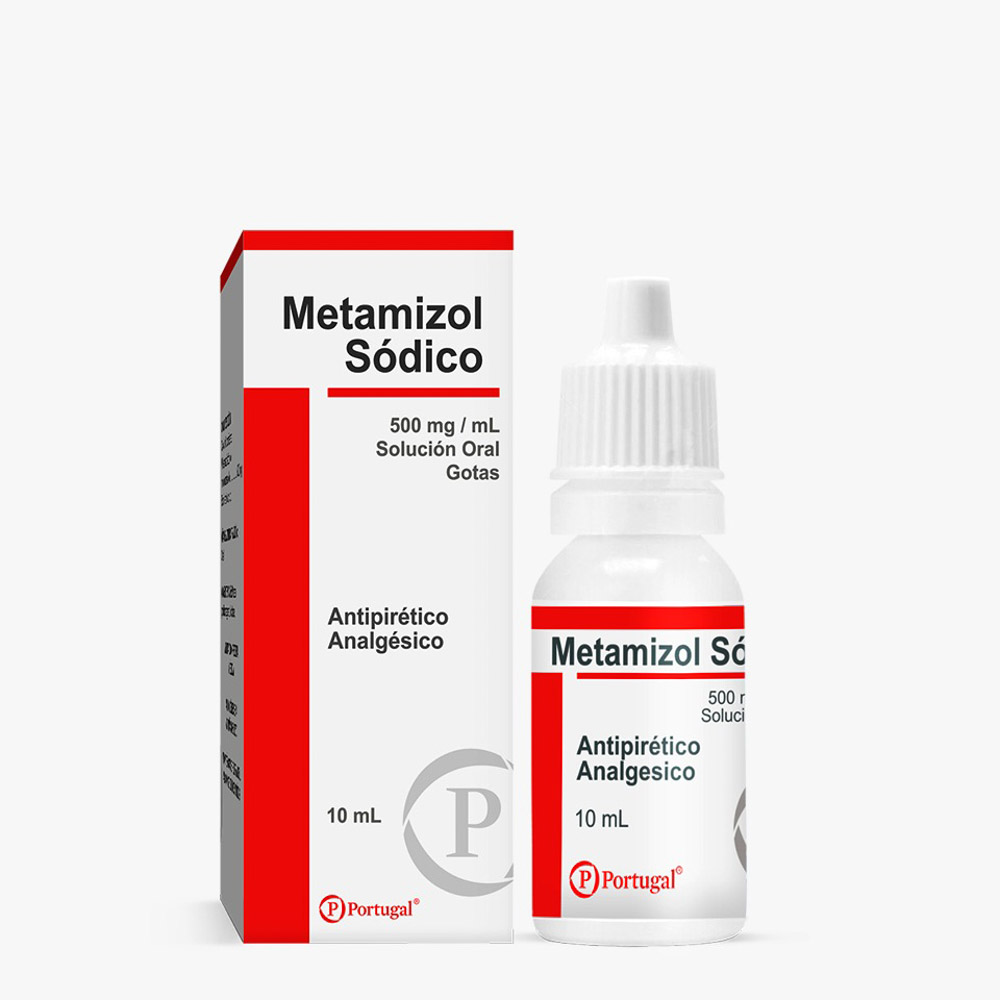 Metamizol
Sódico
500 mg / mL
Solución Oral
Gotas
Antipirético
Analgésico
10 mL
P
P Portugal®
Metamizol Só
500
Soluci
Antipirético
Analgesico
10 mL
P Portugal®